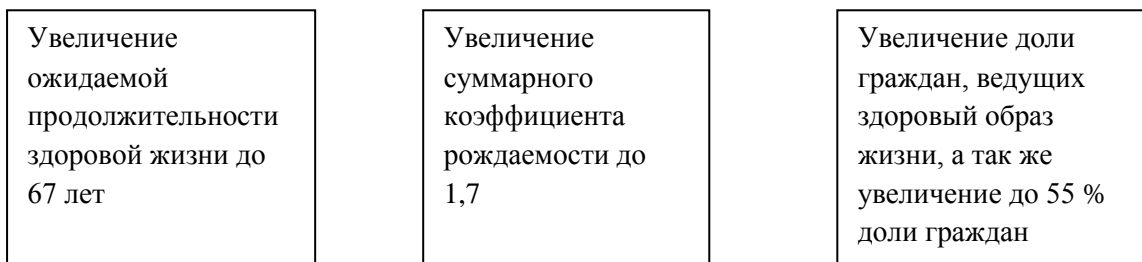 Увеличение
ожидаемой
продолжительности
здоровой жизни до
67 лет
Увеличение
суммарного
коэффициента
рождаемости до
1,7
Увеличение доли
граждан, ведущих
здоровый образ
жизни, а так же
увеличение до 55 %
доли граждан